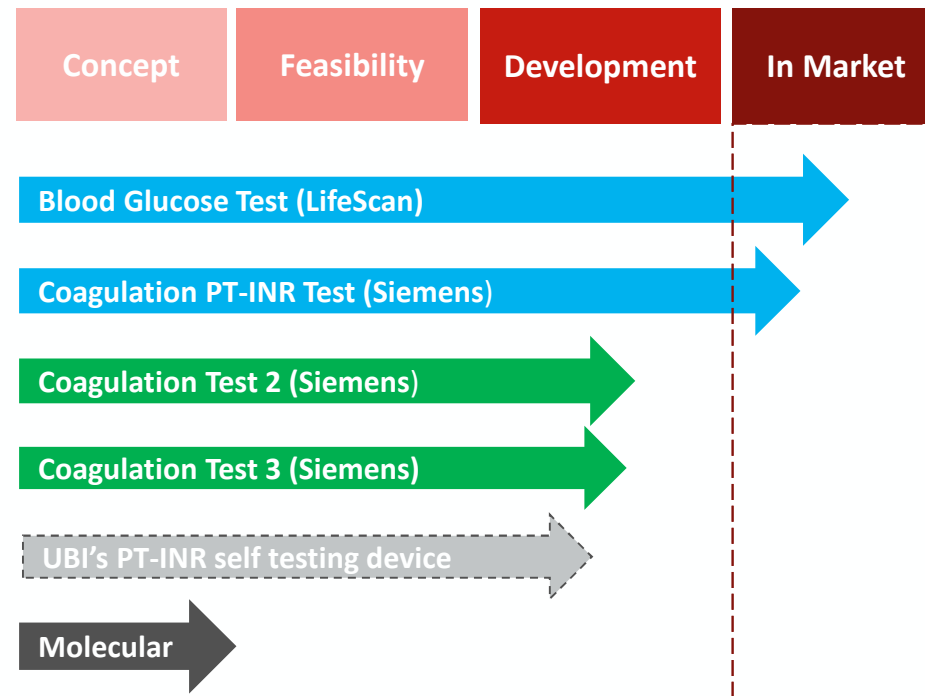 Concept
Feasibility
Development
In Market
Blood Glucose Test (LifeScan)
Coagulation PT-INR Test (Siemens)
Coagulation Test 2 (Siemens)
Coagulation Test 3 (Siemens)
UBI’s PT-INR self testing device
Molecular